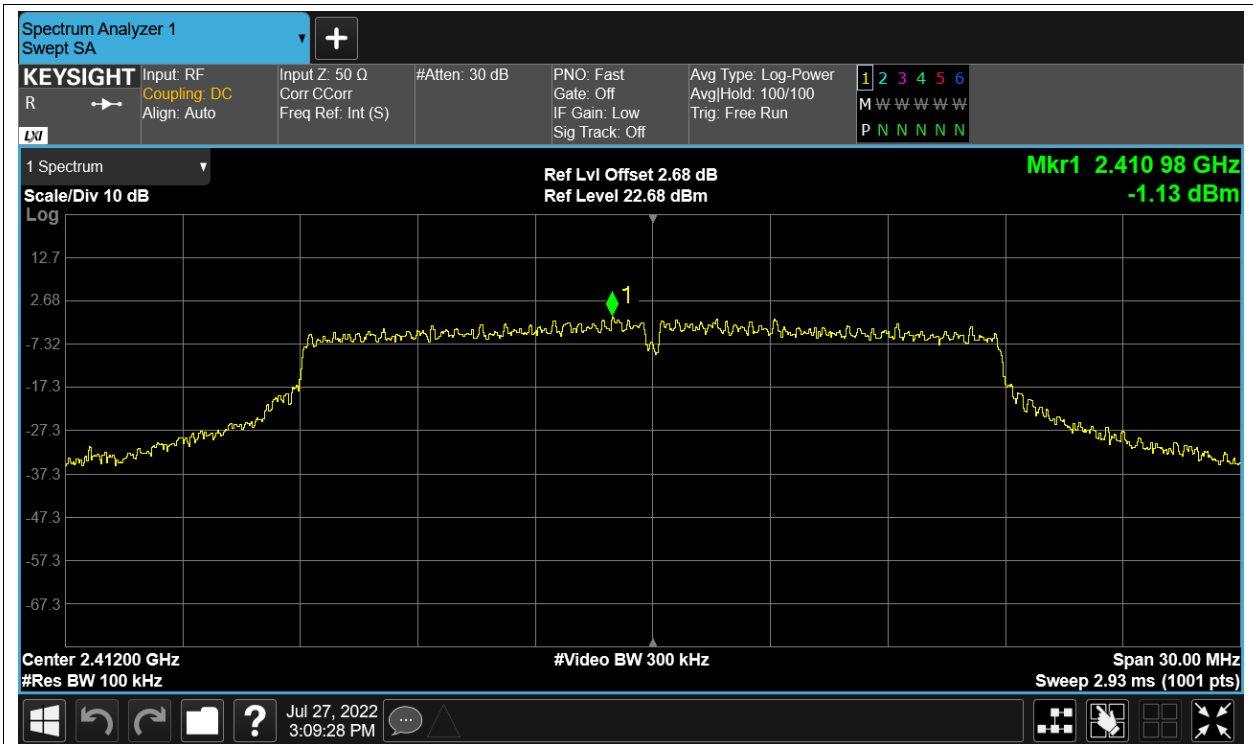 Spectrum Analyzer 1
Swept SA
KEYSIGHT
R
LXI
Input: RF
Coupling: DC
Align: Auto
Input Z: 50 Ω
Corr CCorr
Freq Ref: Int (S)
#Atten: 30 dB
PNO: Fast
Gate: Off
IF Gain: Low
Sig Track: Off
Avg Type: Log-Power
Avg|Hold: 100/100
Trig: Free Run
1 2 3 4 5 6
M W W W W W
P N N N N N
1 Spectrum
Scale/Div 10 dB
Ref Lvl Offset 2.68 dB
Ref Level 22.68 dBm
Mkr1 2.410 98 GHz
-1.13 dBm
Log
12.7
2.68
-7.32
-17.3
-27.3
-37.3
-47.3
-57.3
-67.3
1
Center 2.41200 GHz
#Res BW 100 kHz
#Video BW 300 kHz
Span 30.00 MHz
Sweep 2.93 ms (1001 pts)
?
Jul 27, 2022
3:09:28 PM